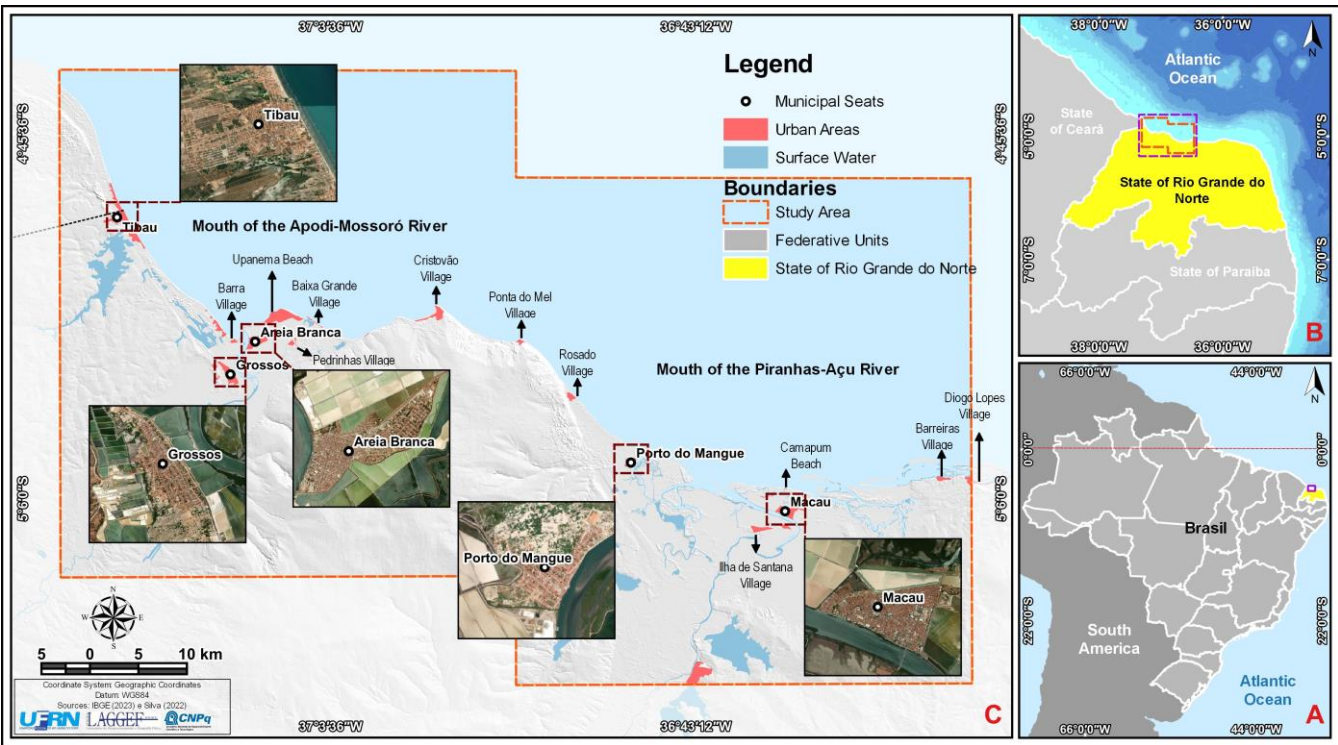 37°3'36"W
36°43'12"W
4°45'36"S
4°45'36"S
5°6'0"S
5°6'0"S
37°3'36"W
36°43'12"W
Legend
Municipal Seats
Urban Areas
Surface Water
Boundaries
Study Area
Federative Units
State of Rio Grande do Norte
Tibau
Tibau
Mouth of the Apodi-Mossoró River
Upanema Beach
Barra
Village
Baixa Grande
Village
Cristovão
Village
Ponta do Mel
Village
Areia Branca
Pedrinhas Village
Grossos
Rosado
Village
Mouth of the Piranhas-Açu River
Diogo Lopes
Village
Barreiras
Village
Grossos
Areia Branca
Porto do Mangue
Camapum
Beach
Macau
Porto do Mangue
Ilha de Santana
Village
Macau
N
W
E
S
5 0 5 10 km
Coordinate System: Geographic Coordinates
Datum: WGS84
Sources: IBGE (2023) e Silva (2022)
UFRN LAGGEF CNPq
C
38°0'0"W
36°0'0"W
N
Atlantic
Ocean
State
of Ceará
5°0'0"S
5°0'0"S
State of Rio Grande do
Norte
7°0'0"S
7°0'0"S
State of Paraíba
B
38°0'0"W
36°0'0"W
66°0'0"W
44°0'0"W
N
0°0'0"
0°0'0"
Brasil
22°0'0"S
22°0'0"S
South
America
Atlantic
Ocean
A
66°0'0"W
44°0'0"W